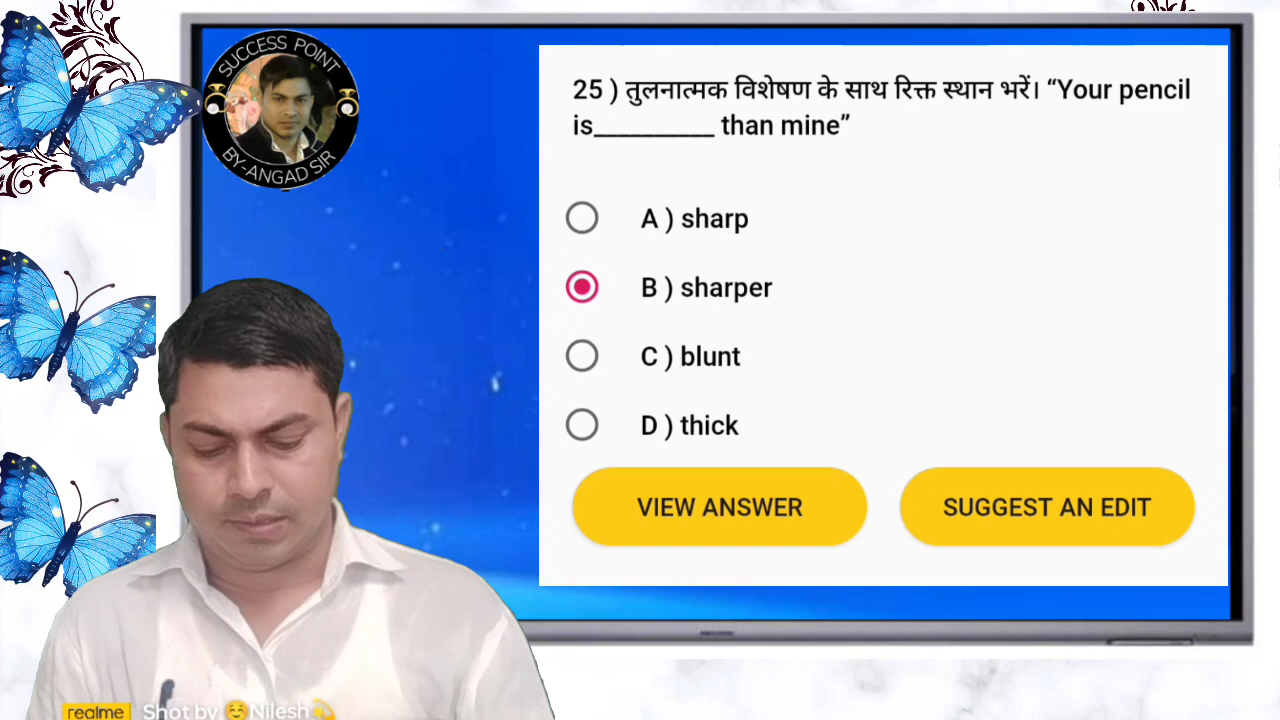 SUCCESS POINT
BY-ANGAD SIR
25 ) तुलनात्मक विशेषण के साथ रिक्त स्थान भरें। “Your pencil
is__________ than mine”
A ) sharp
B ) sharper
C ) blunt
D ) thick
VIEW ANSWER
SUGGEST AN EDIT
realme
Shot by Nilesh